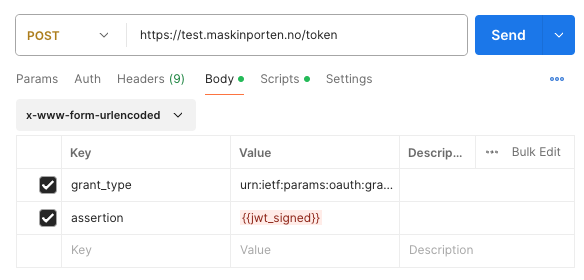 POST https://test.maskinporten.no/token Send
Params Auth Headers (9) Body Scripts Settings
x-www-form-urlencoded
Key Value Descrip... Bulk Edit
grant_type urn:ietf:params:oauth:gra...
assertion {{jwt_signed}}
Key Value Description